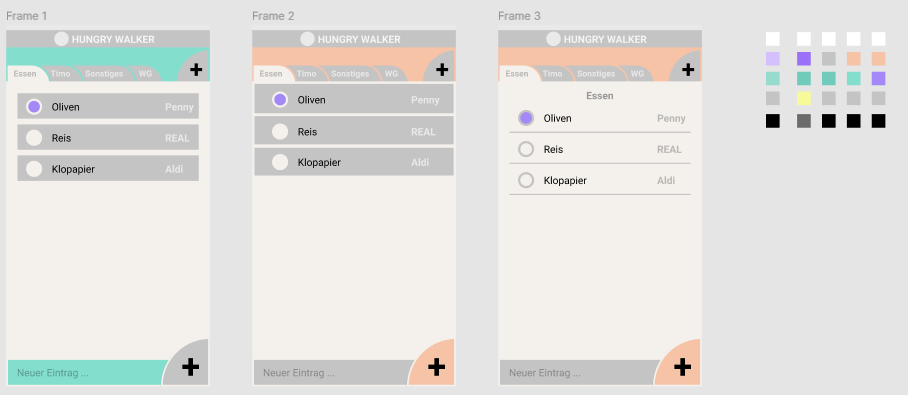 Frame 1
HUNGRY WALKER
Essen Timo Sonstiges WG
Oliven Penny
Reis REAL
Klopapier Aldi
Neuer Eintrag ...
Frame 2
HUNGRY WALKER
Essen Timo Sonstiges WG
Oliven Penny
Reis REAL
Klopapier Aldi
Neuer Eintrag ...
Frame 3
HUNGRY WALKER
Essen Timo Sonstiges WG
Essen
Oliven Penny
Reis REAL
Klopapier Aldi
Neuer Eintrag ...